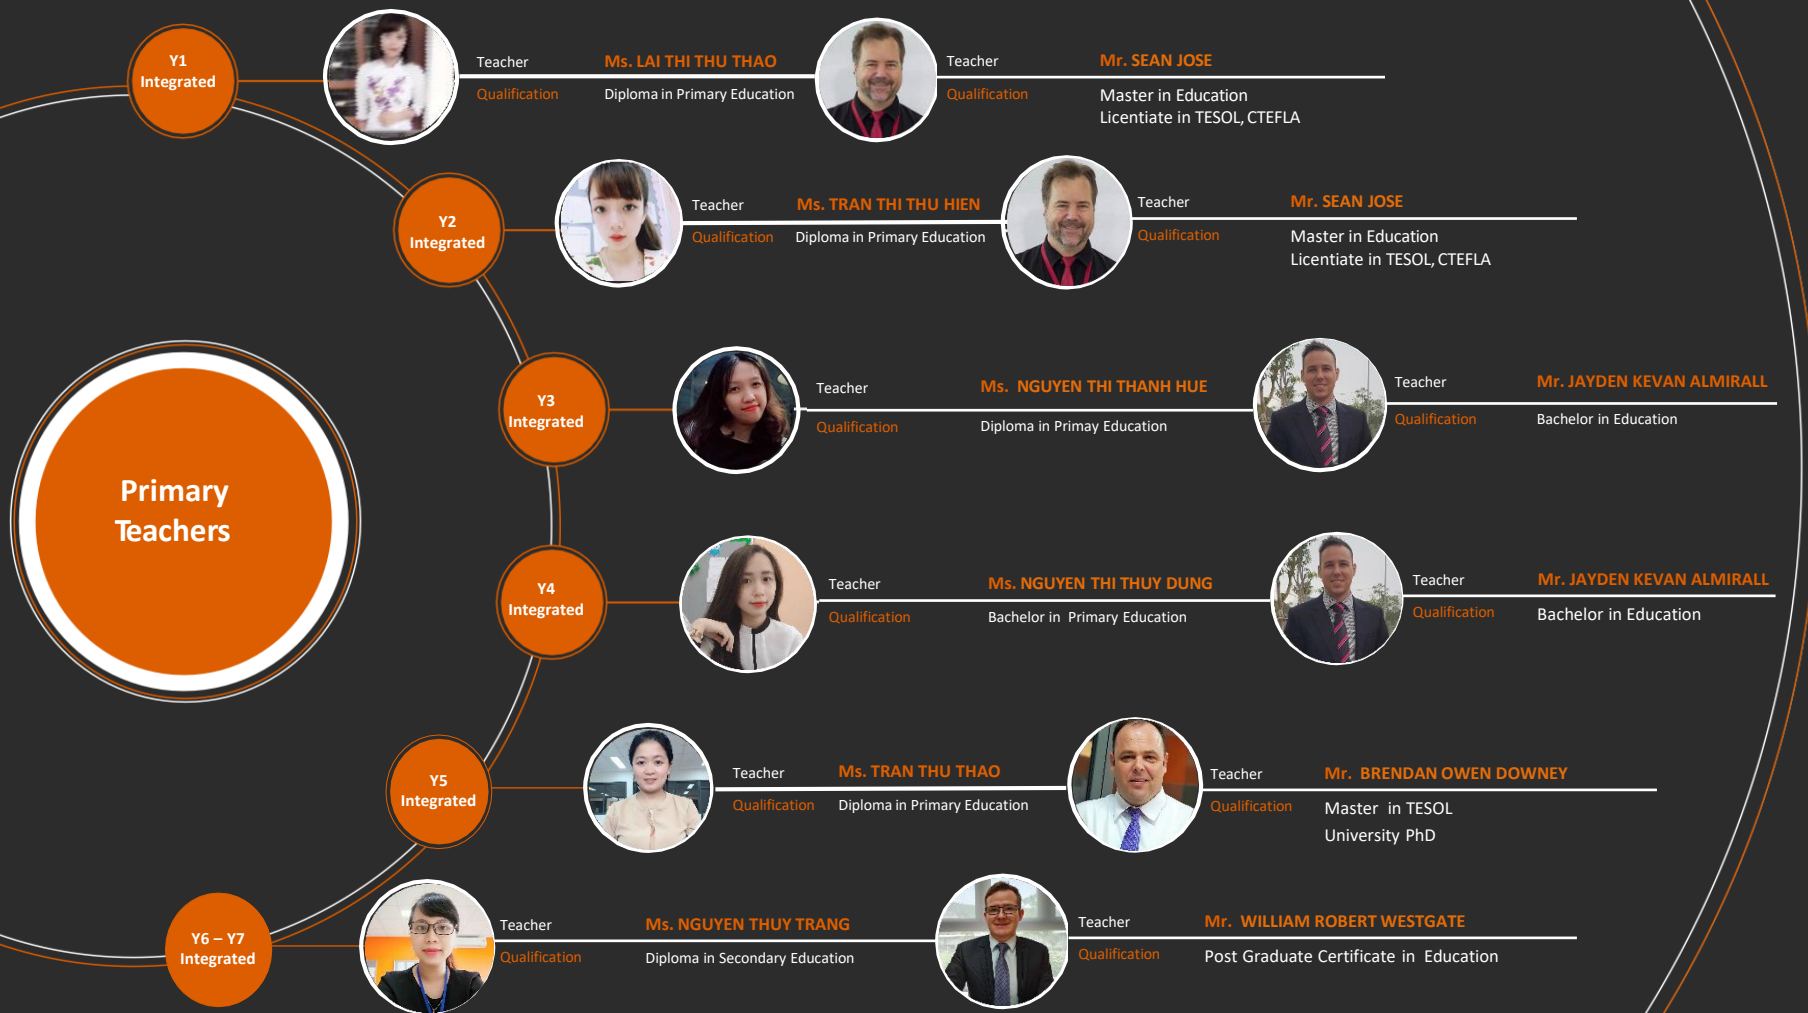 Y1
Integrated
Teacher
Ms. LAI THI THU THAO
Qualification
Diploma in Primary Education
Teacher
Mr. SEAN JOSE
Qualification
Master in Education
Licentiate in TESOL, CTEFLA
Y2
Integrated
Teacher
Ms. TRAN THI THU HIEN
Qualification
Diploma in Primary Education
Teacher
Mr. SEAN JOSE
Qualification
Master in Education
Licentiate in TESOL, CTEFLA
Y3
Integrated
Teacher
Ms. NGUYEN THI THANH HUE
Qualification
Diploma in Primay Education
Teacher
Mr. JAYDEN KEVAN ALMIRALL
Qualification
Bachelor in Education
Primary
Teachers
Y4
Integrated
Teacher
Ms. NGUYEN THI THUY DUNG
Qualification
Bachelor in Primary Education
Teacher
Mr. JAYDEN KEVAN ALMIRALL
Qualification
Bachelor in Education
Y5
Integrated
Teacher
Ms. TRAN THU THAO
Qualification
Diploma in Primary Education
Teacher
Mr. BRENDAN OWEN DOWNEY
Qualification
Master in TESOL
University PhD
Y6 – Y7
Integrated
Teacher
Ms. NGUYEN THUY TRANG
Qualification
Diploma in Secondary Education
Teacher
Mr. WILLIAM ROBERT WESTGATE
Qualification
Post Graduate Certificate in Education